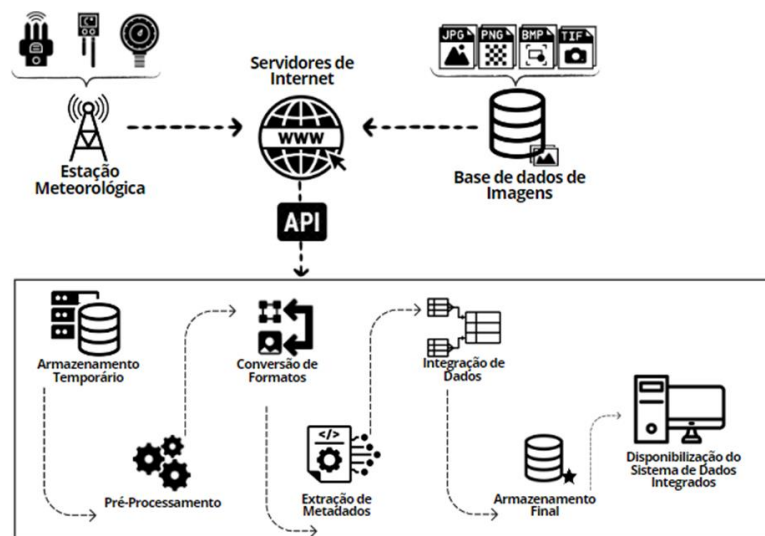 JPG
PNG
BMP
TIF
Servidores de
Internet
WWW
Estação
Meteorológica
Base de dados de
Imagens
API
Armazenamento
Temporário
Conversão de
Formatos
Integração de
Dados
</>
Pré-Processamento
Extração de
Metadados
Armazenamento
Final
Disponibilização do
Sistema de Dados
Integrados